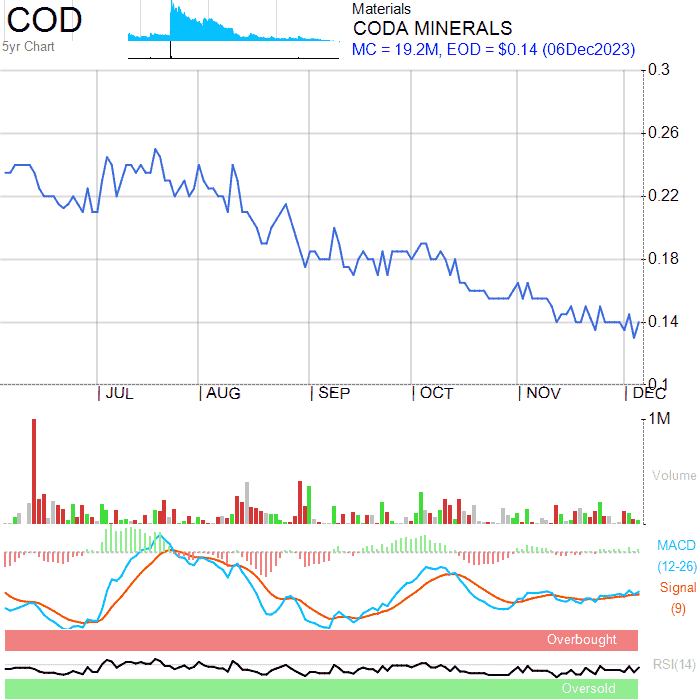 COD
5yr Chart
Materials
CODA MINERALS
MC = 19.2M, EOD = $0.14 (06Dec2023)
0.3
0.26
0.22
0.18
0.14
0.1
JUL AUG SEP OCT NOV DEC
1M
Volume
MACD
(12-26)
Signal
(9)
Overbought
RSI(14)
Oversold